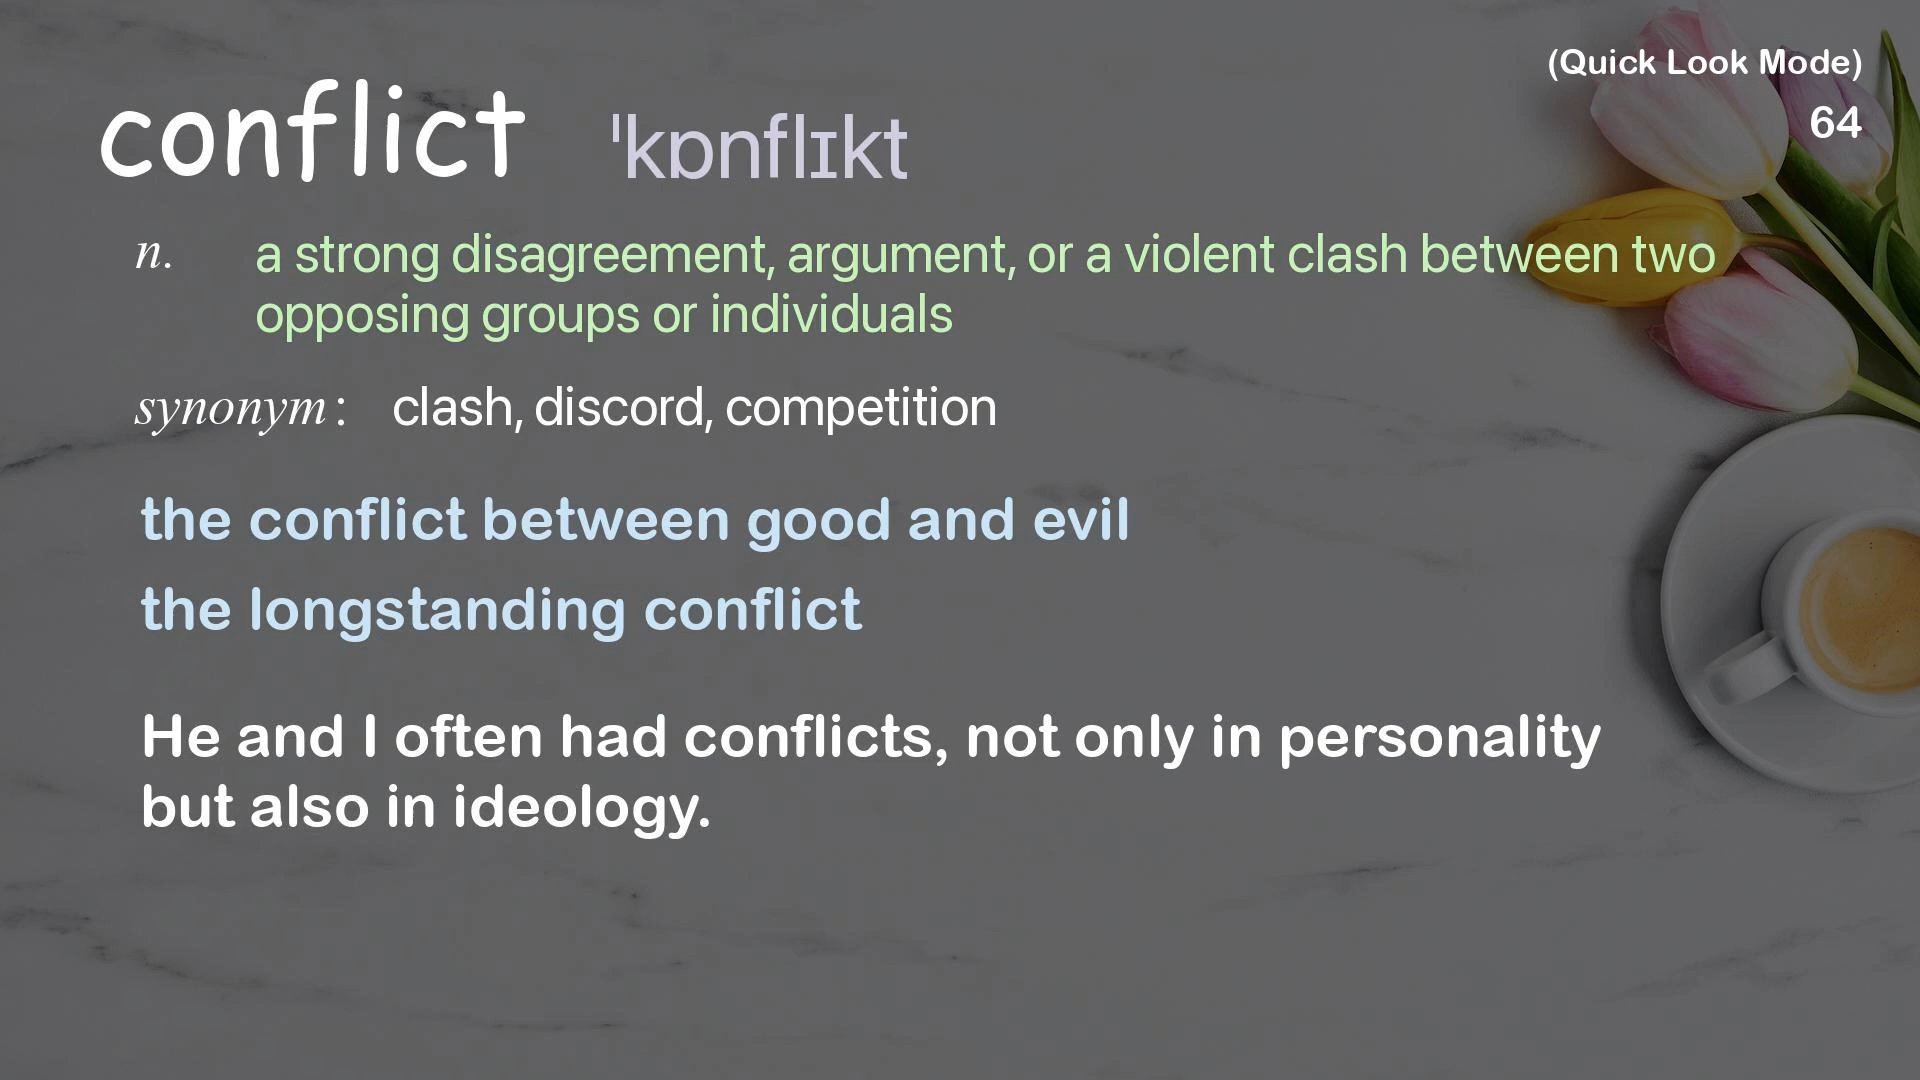 (Quick Look Mode)
64
conflict ˈkɒnflɪkt
n. a strong disagreement, argument, or a violent clash between two
opposing groups or individuals
synonym: clash, discord, competition
the conflict between good and evil
the longstanding conflict
He and I often had conflicts, not only in personality
but also in ideology.